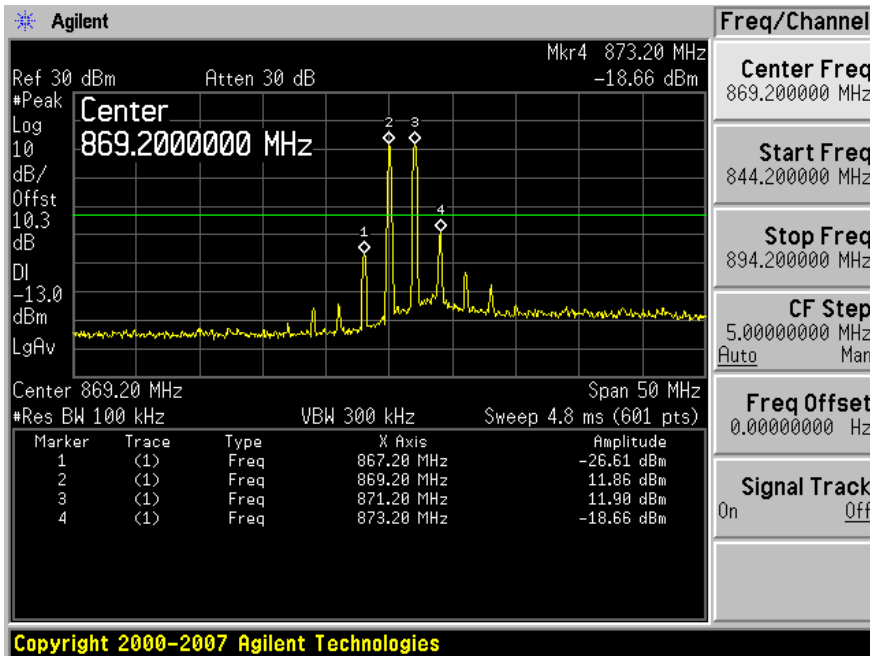 Agilent
Freq/Channel
Mkr4 873.20 MHz
Ref 30 dBm Atten 30 dB -18.66 dBm
#Peak
Log
10
dB/
Offst
10.3
dB
DI
-13.0
dBm
LgAv
Center
869.2000000 MHz
1
2
3
4
Center 869.20 MHz Span 50 MHz
#Res BW 100 kHz VBW 300 kHz Sweep 4.8 ms (601 pts)
Marker Trace Type X Axis Amplitude
1 (1) Freq 867.20 MHz -26.61 dBm
2 (1) Freq 869.20 MHz 11.86 dBm
3 (1) Freq 871.20 MHz 11.90 dBm
4 (1) Freq 873.20 MHz -18.66 dBm
Center Freq
869.200000 MHz
Start Freq
844.200000 MHz
Stop Freq
894.200000 MHz
CF Step
5.00000000 MHz
Auto Man
Freq Offset
0.00000000 Hz
Signal Track
On Off
Copyright 2000-2007 Agilent Technologies